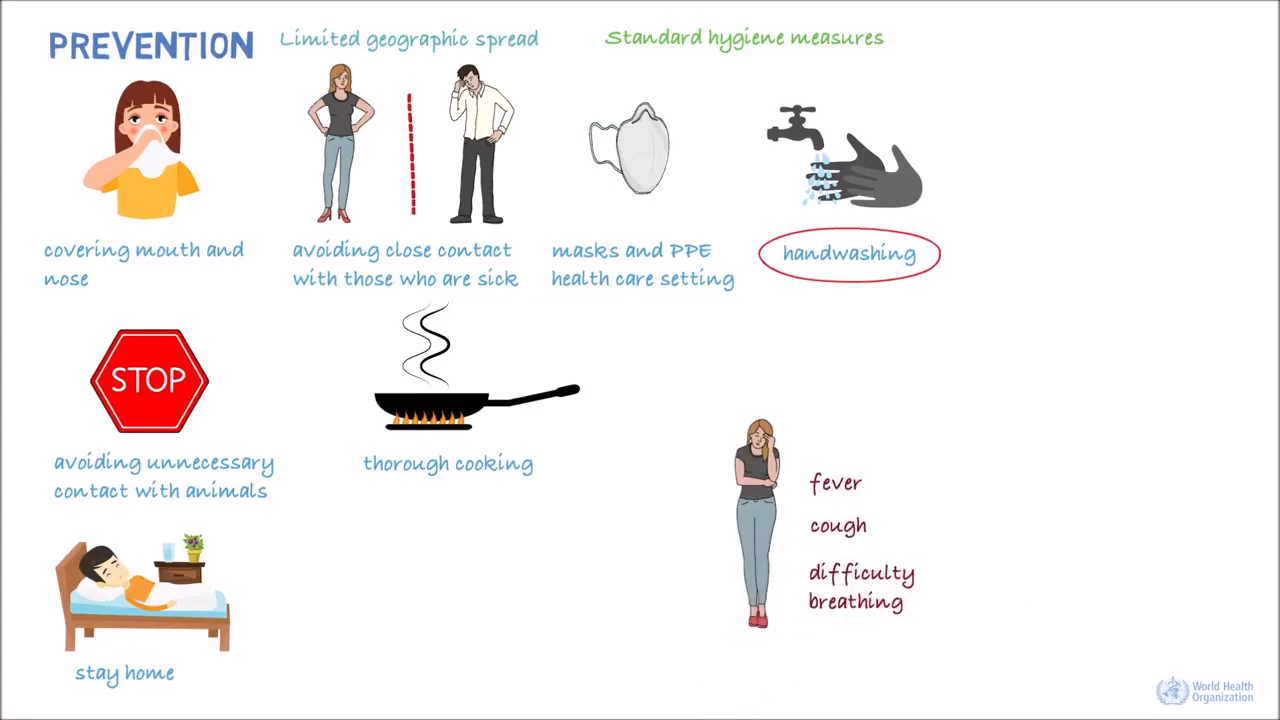 PREVENTION
Limited geographic spread
Standard hygiene measures
covering mouth and
nose
avoiding close contact
with those who are sick
masks and PPE
health care setting
handwashing
STOP
avoiding unnecessary
contact with animals
thorough cooking
fever
cough
difficulty
breathing
stay home
World Health
Organization